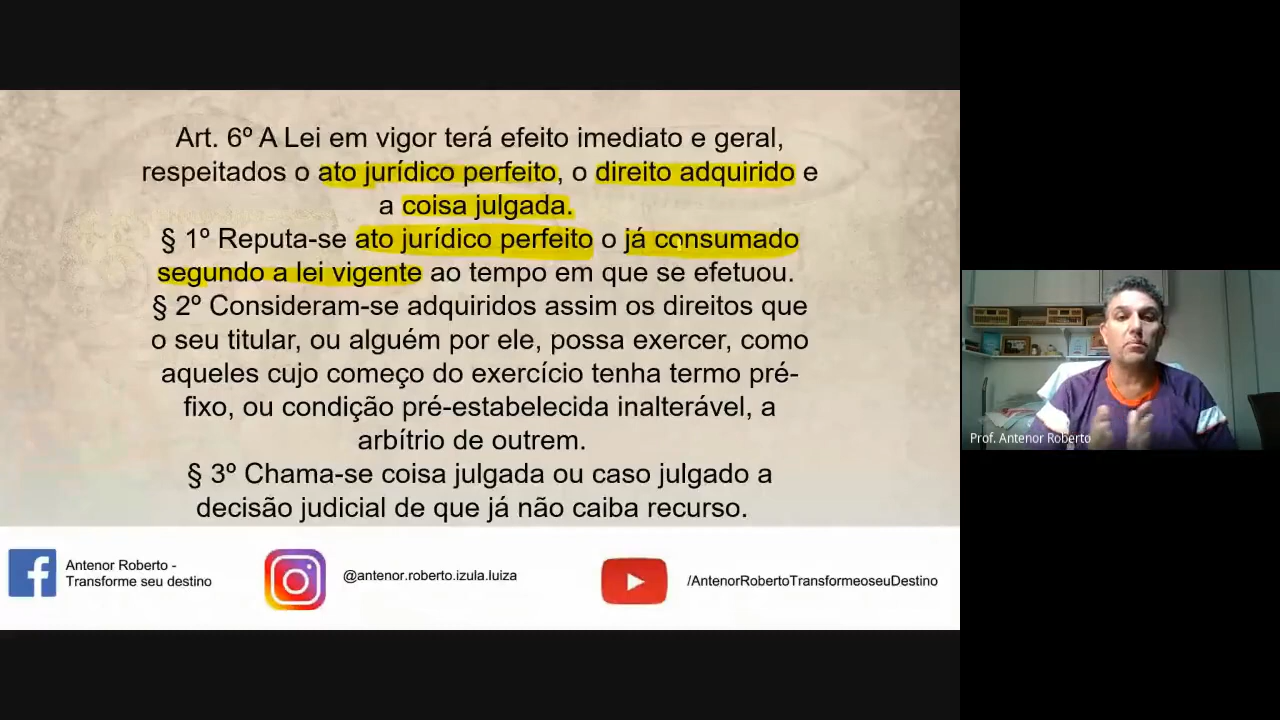 Art. 6º A Lei em vigor terá efeito imediato e geral,
respeitados o ato jurídico perfeito, o direito adquirido e
a coisa julgada.
§ 1º Reputa-se ato jurídico perfeito o já consumado
segundo a lei vigente ao tempo em que se efetuou.
§ 2º Consideram-se adquiridos assim os direitos que
o seu titular, ou alguém por ele, possa exercer, como
aqueles cujo começo do exercício tenha termo pré-
fixo, ou condição pré-estabelecida inalterável, a
arbítrio de outrem.
§ 3º Chama-se coisa julgada ou caso julgado a
decisão judicial de que já não caiba recurso.
Prof. Antenor Roberto
Antenor Roberto -
Transforme seu destino
@antenor.roberto.izula.luiza
/AntenorRobertoTransformeoseuDestino